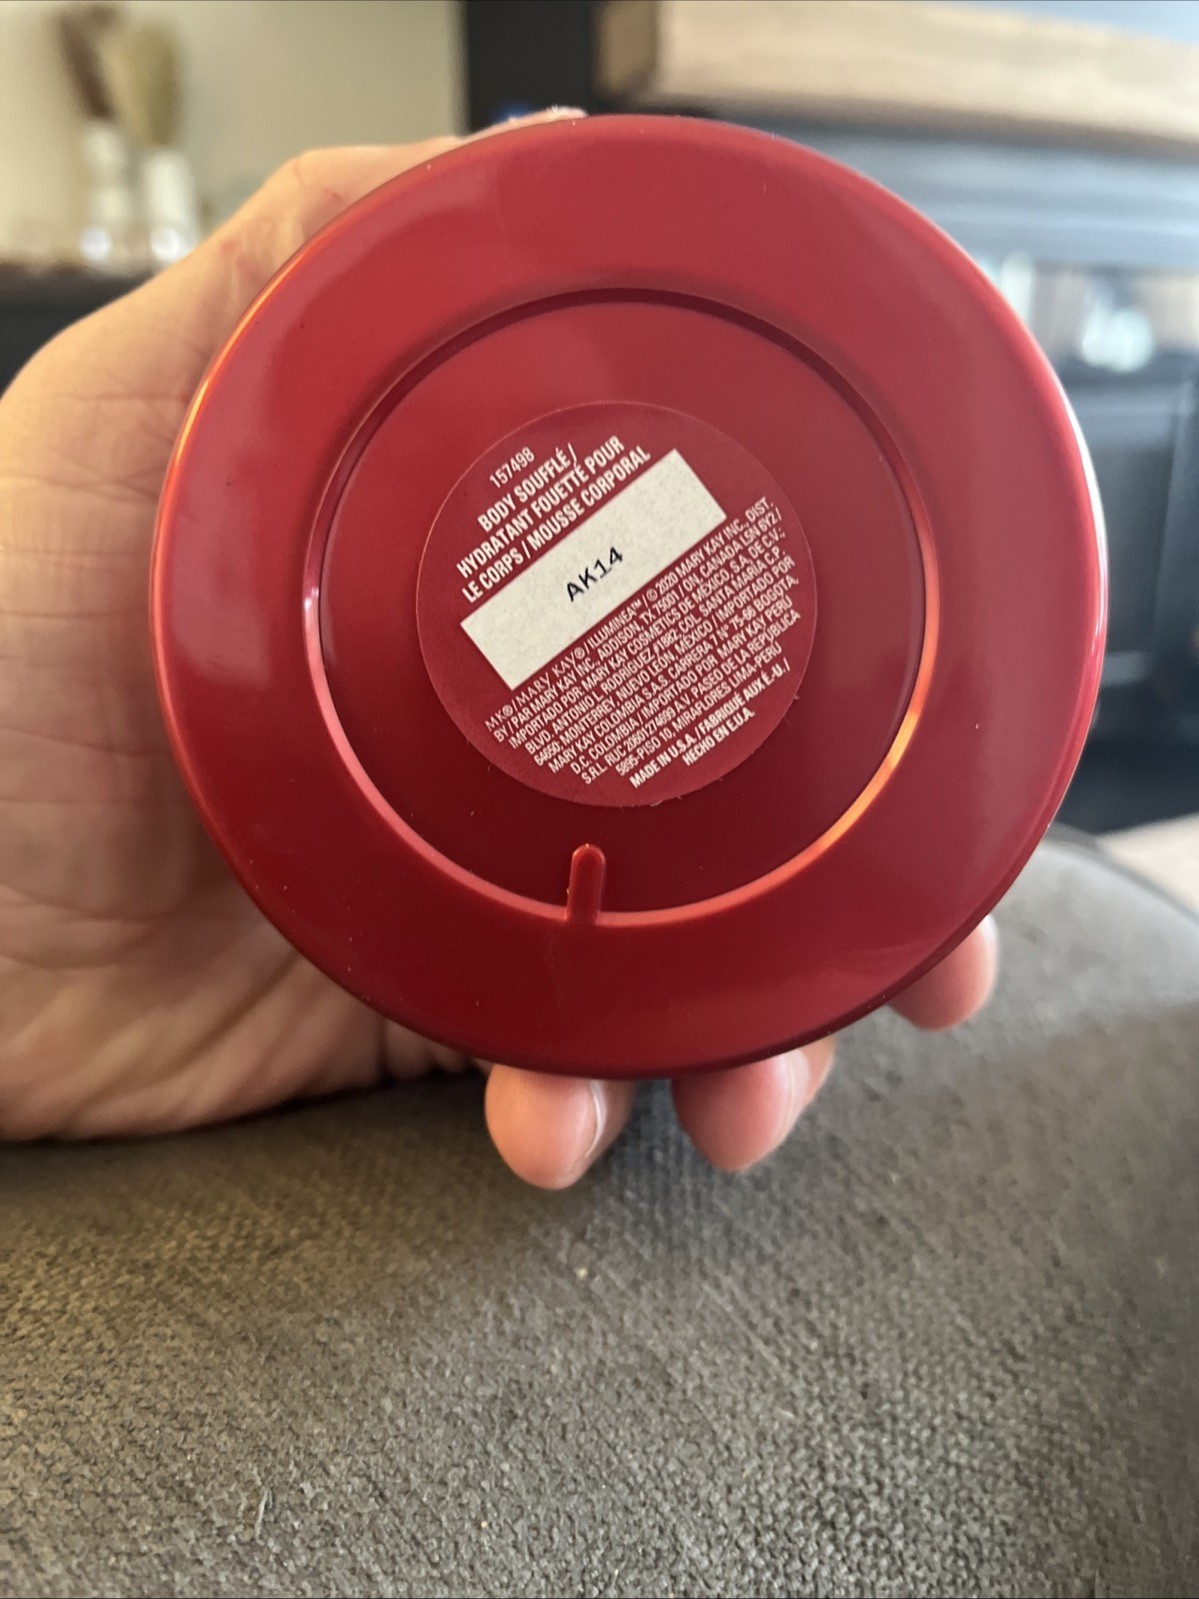 157498
BODY SOUFFLÉ /
HYDRATANT FOUETTÉ POUR
LE CORPS / MOUSSE CORPORAL
AK14
MK® / MARY KAY® / ILLUMINEA™ / © 2020 MARY KAY INC., DIST.
BY / PAR MARY KAY INC., ADDISON, TX 75001 / ON, CANADA L5N 6Y2 /
IMPORTADO POR: MARY KAY COSMETICS DE MÉXICO, S.A. DE C.V.;
BLVD. ANTONIO L. RODRÍGUEZ / 1882, COL. SANTA MARÍA C.P.
64650 MONTERREY NUEVO LEÓN, MÉXICO / IMPORTADO POR
MARY KAY COLOMBIA S.A.S. CARRERA 7 Nº 75-66 BOGOTA,
D.C. COLOMBIA / IMPORTADO POR MARY KAY PERÚ
S.R.L. RUC-20601274692 AV. PASEO DE LA REPÚBLICA
5895-PISO 10, MIRAFLORES LIMA-PERÚ
MADE IN U.S.A. / FABRIQUÉ AUX É.-U. /
HECHO EN E.U.A.